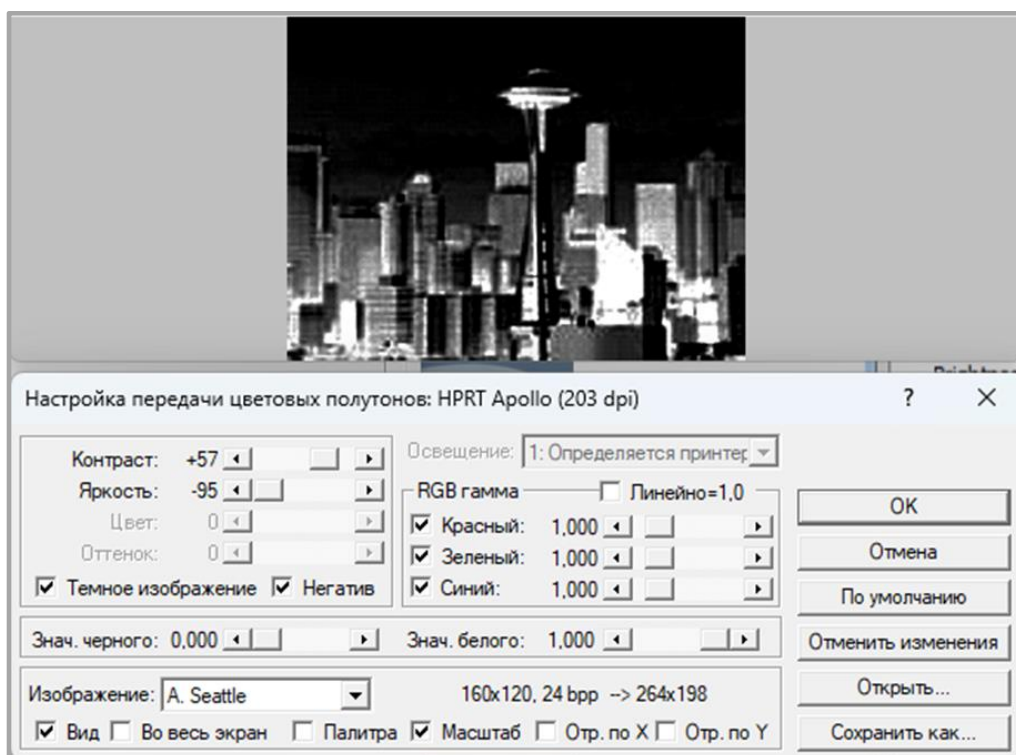 Настройка передачи цветовых полутонов: HPRT Apollo (203 dpi) ? ×
Контраст: +57
Яркость: -95
Цвет: 0
Оттенок: 0
Темное изображение Негатив
Освещение: 1: Определяется принтер
RGB гамма Линейно=1,0
Красный: 1,000
Зеленый: 1,000
Синий: 1,000
OK
Отмена
По умолчанию
Отменить изменения
Открыть...
Сохранить как...
Знач. черного: 0,000 Знач. белого: 1,000
Изображение: A. Seattle 160x120, 24 bpp --> 264x198
Вид Во весь экран Палитра Масштаб Отр. по X Отр. по Y